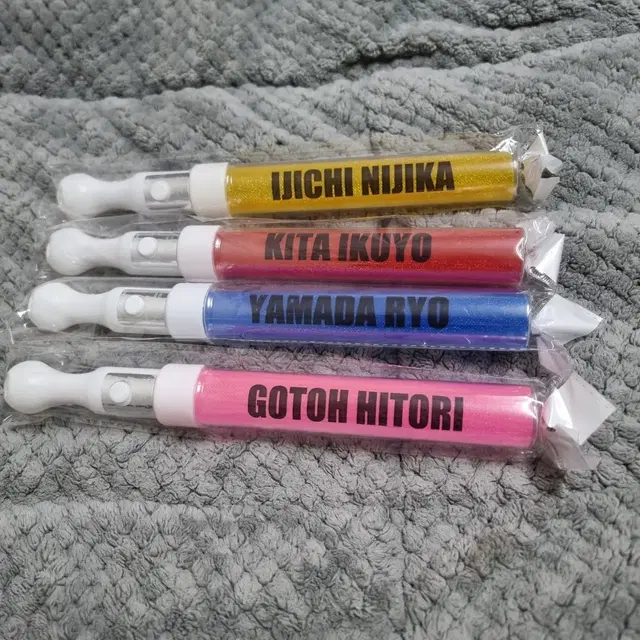 IJICHI NIJIKA
KITA IKUYO
YAMADA RYO
GOTOH HITORI